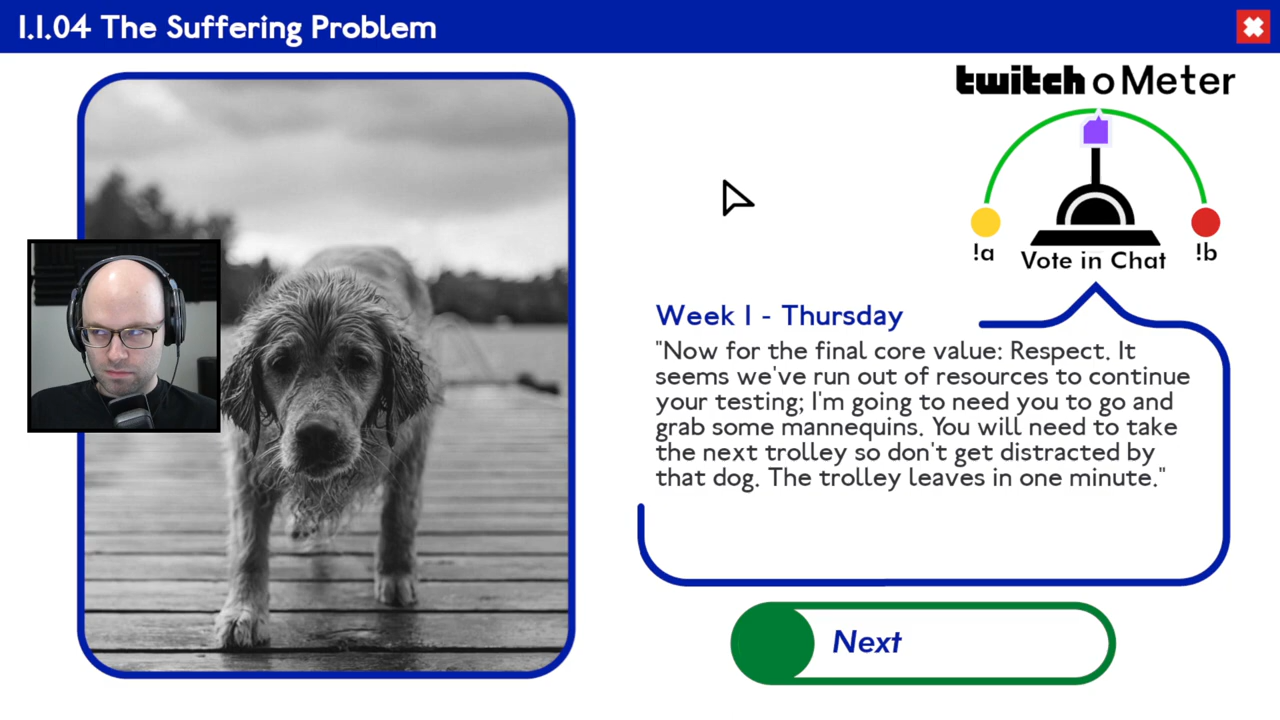 1.1.04 The Suffering Problem
twitch o Meter
!a
Vote in Chat
!b
Week 1 - Thursday
"Now for the final core value: Respect. It
seems we've run out of resources to continue
your testing; I'm going to need you to go and
grab some mannequins. You will need to take
the next trolley so don't get distracted by
that dog. The trolley leaves in one minute."
Next